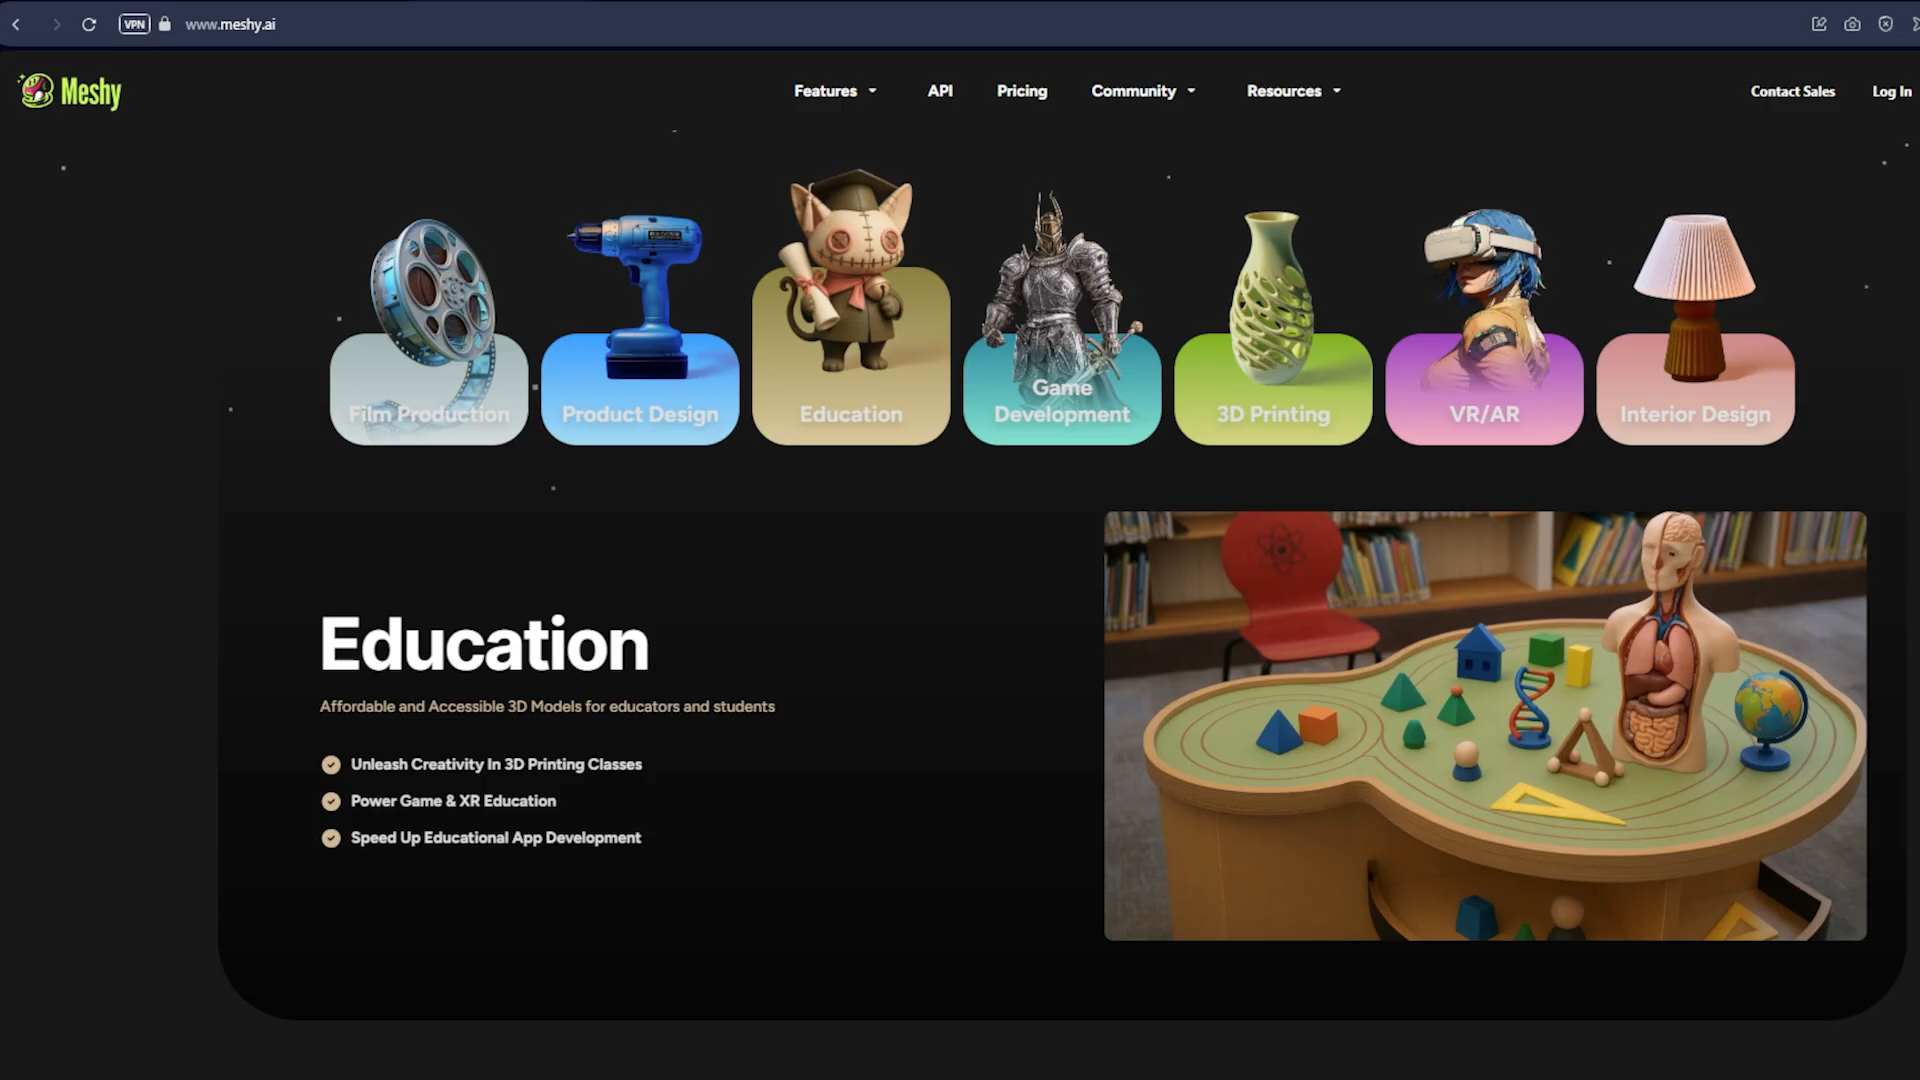 VPN
www.meshy.ai
Meshy
Features
API
Pricing
Community
Resources
Contact Sales
Log In
Film Production
Product Design
Education
Game
Development
3D Printing
VR/AR
Interior Design
Education
Affordable and Accessible 3D Models for educators and students
Unleash Creativity In 3D Printing Classes
Power Game & XR Education
Speed Up Educational App Development